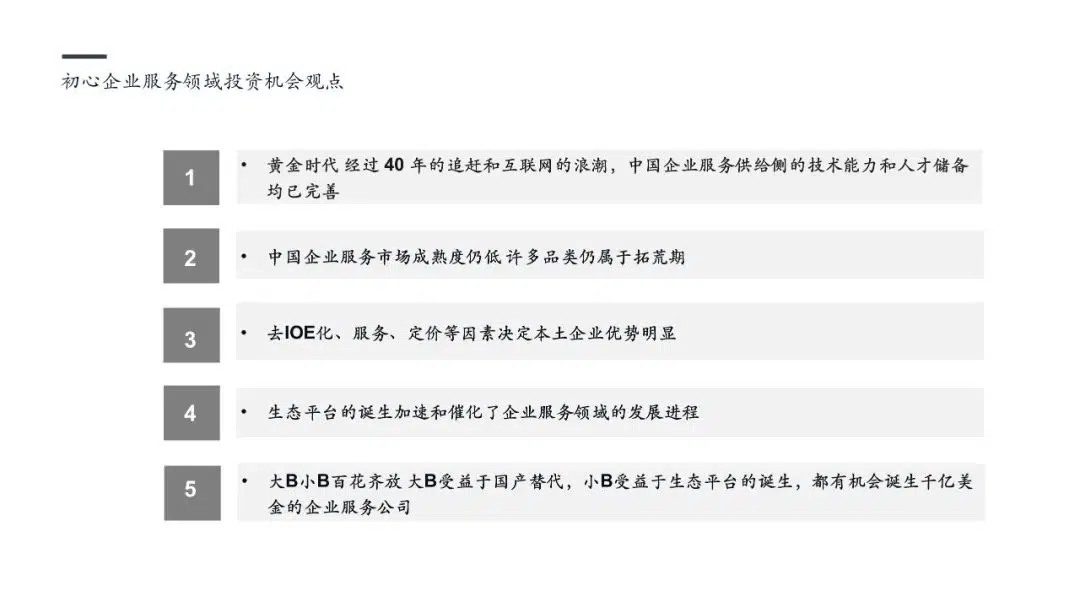 初心企业服务领域投资机会观点
1
• 黄金时代 经过 40 年的追赶和互联网的浪潮，中国企业服务供给侧的技术能力和人才储备
均已完善
2
• 中国企业服务市场成熟度仍低 许多品类仍属于拓荒期
3
• 去IOE化、服务、定价等因素决定本土企业优势明显
4
• 生态平台的诞生加速和催化了企业服务领域的发展进程
5
• 大B小B百花齐放 大B受益于国产替代，小B受益于生态平台的诞生，都有机会诞生千亿美
金的企业服务公司